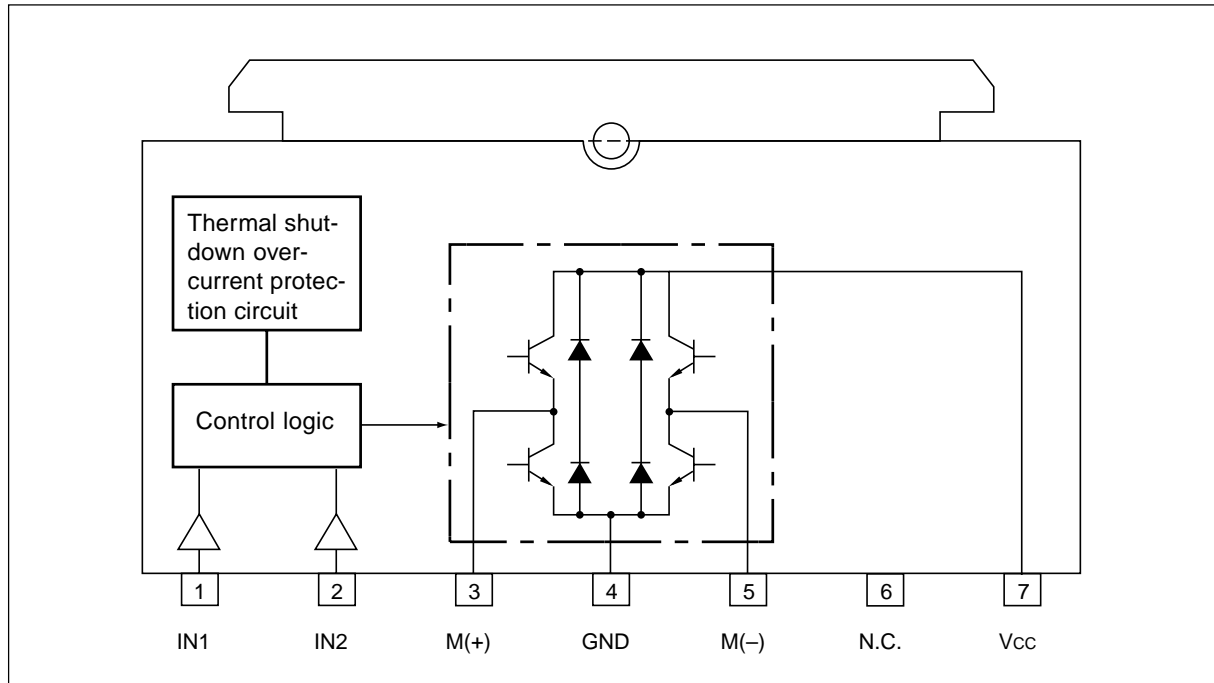 Thermal shut-
down over-
current protec-
tion circuit
Control logic
1 2 3 4 5 6 7
IN1 IN2 M(+) GND M(–) N.C. VCC